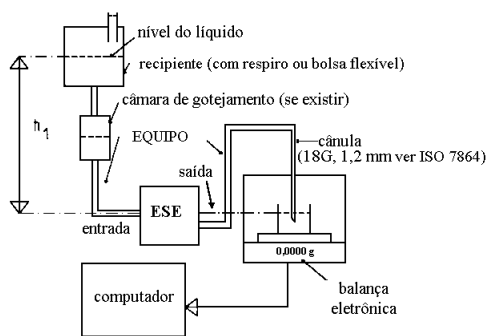 nível do líquido
recipiente (com respiro ou bolsa flexível)
h1
câmara de gotejamento (se existir)
EQUIPO
cânula
(18G, 1,2 mm ver ISO 7864)
saída
ESE
entrada
0,0000 g
computador
balança
eletrônica